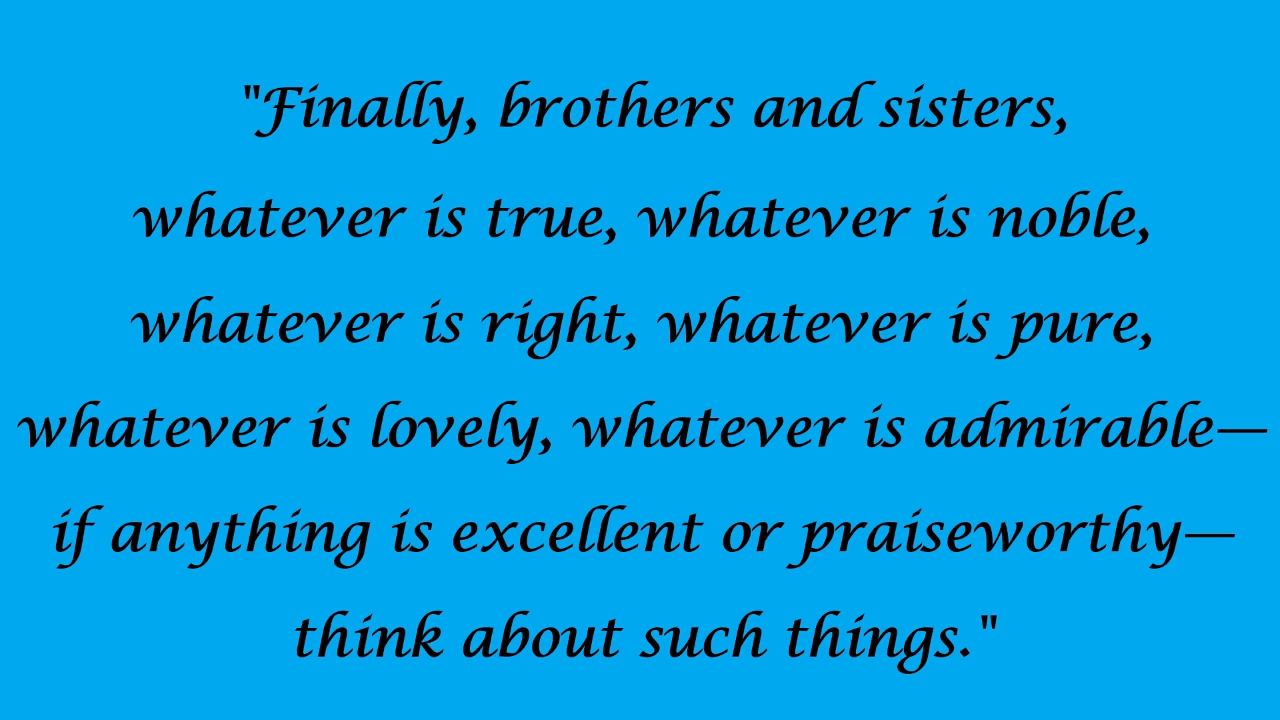 "Finally, brothers and sisters,
whatever is true, whatever is noble,
whatever is right, whatever is pure,
whatever is lovely, whatever is admirable—
if anything is excellent or praiseworthy—
think about such things."